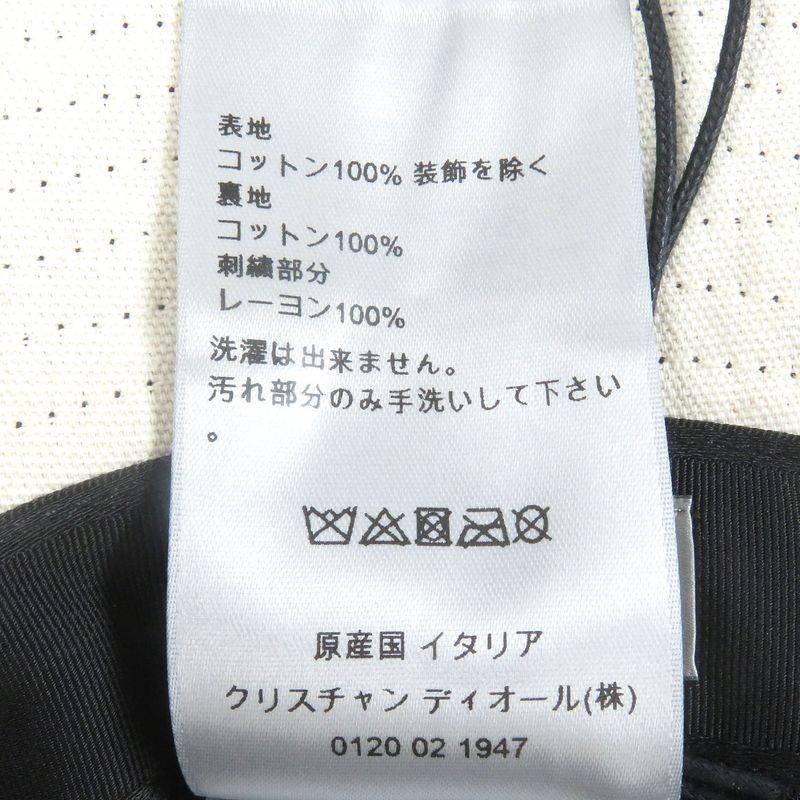 表地
コットン100% 装飾を除く
裏地
コットン100%
刺繍部分
レーヨン100%
洗濯は出来ません。
汚れ部分のみ手洗いして下さい
。
原産国 イタリア
クリスチャン ディオール(株)
0120 02 1947